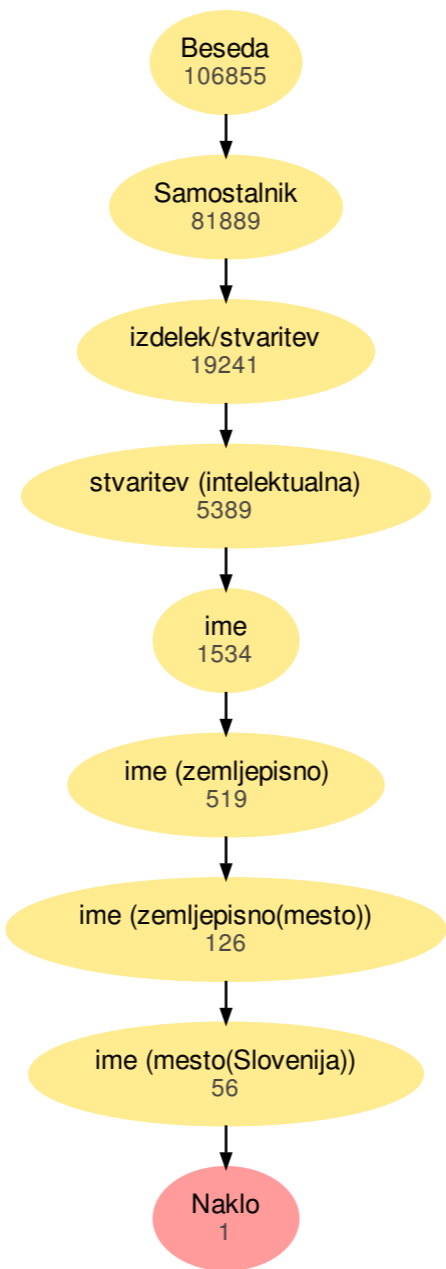 Beseda
106855
Samostalnik
81889
izdelek/stvaritev
19241
stvaritev (intelektualna)
5389
ime
1534
ime (zemljepisno)
519
ime (zemljepisno(mesto))
126
ime (mesto(Slovenija))
56
Naklo
1